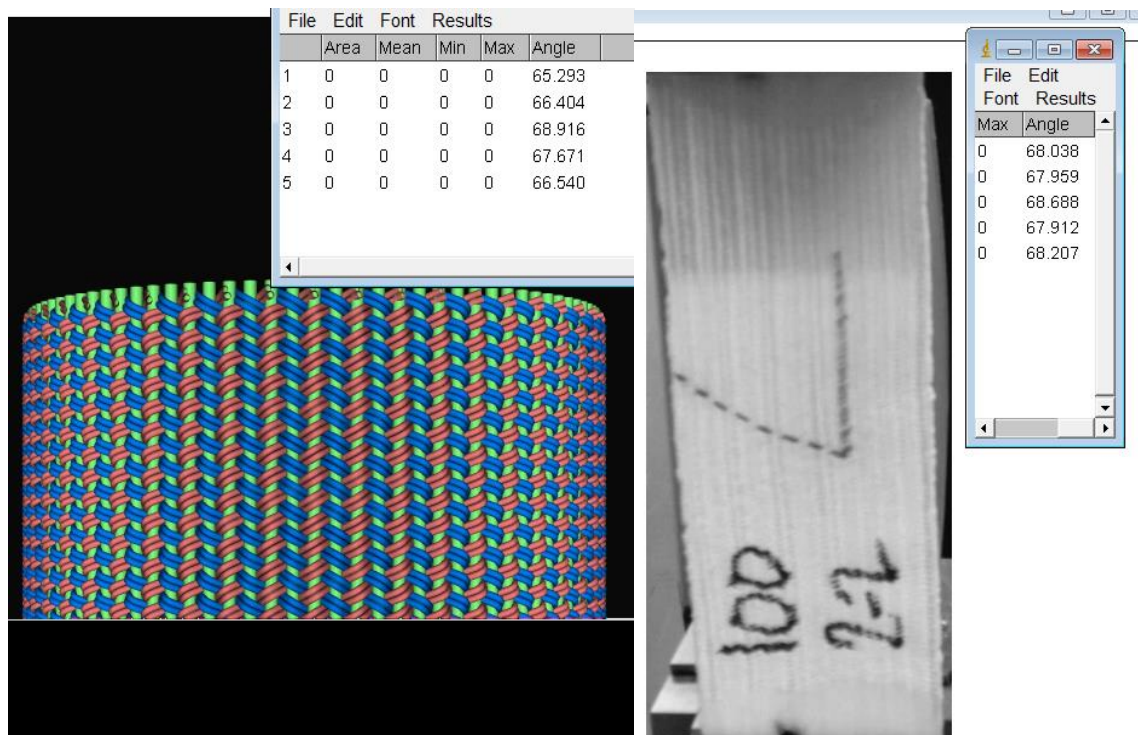 File Edit Font Results
Area Mean Min Max Angle
1 0 0 0 0 65.293
2 0 0 0 0 66.404
3 0 0 0 0 68.916
4 0 0 0 0 67.671
5 0 0 0 0 66.540
100
2-2
File Edit
Font Results
Max Angle
0 68.038
0 67.959
0 68.688
0 67.912
0 68.207